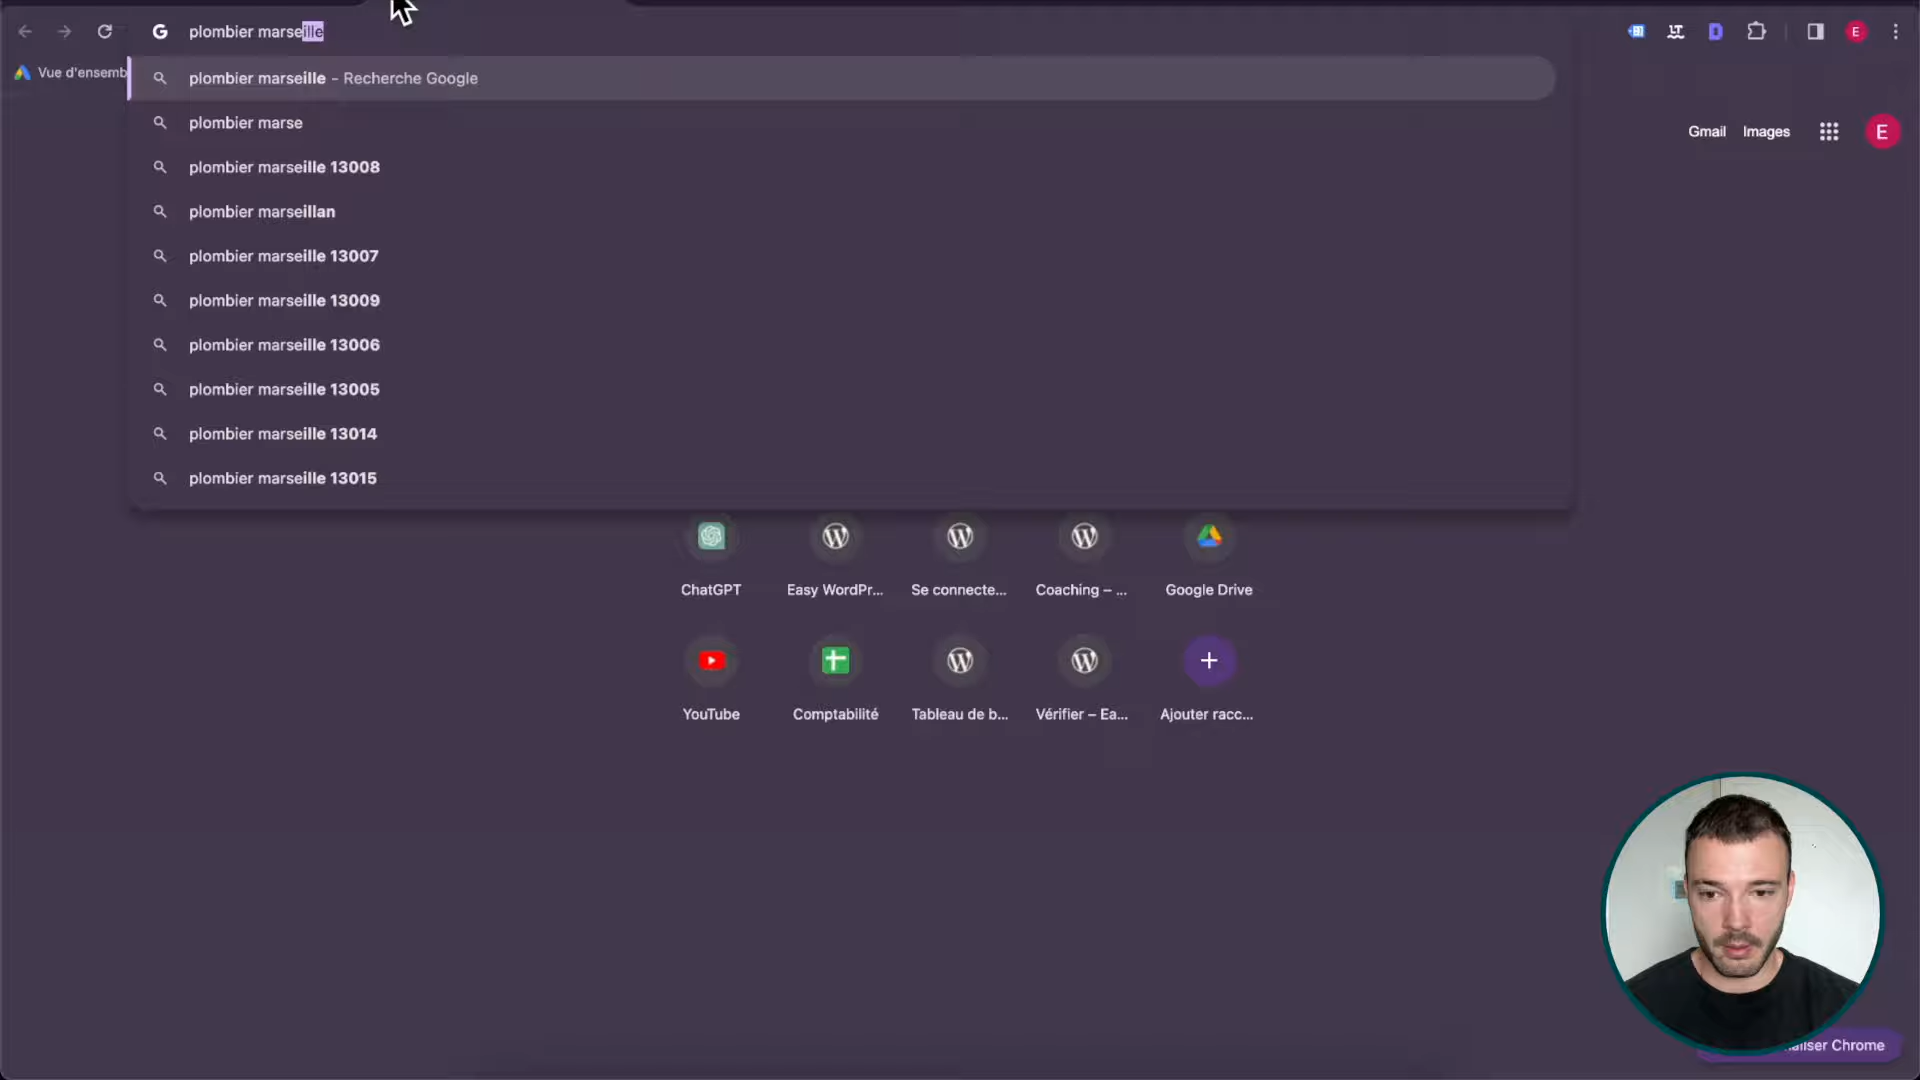 plombier marseille
Vue d'ensemb
plombier marseille - Recherche Google
plombier marse
plombier marseille 13008
plombier marseillan
plombier marseille 13007
plombier marseille 13009
plombier marseille 13006
plombier marseille 13005
plombier marseille 13014
plombier marseille 13015
Gmail Images E
E
ChatGPT Easy WordPr... Se connecte... Coaching – ... Google Drive
YouTube Comptabilité Tableau de b... Vérifier – Ea... Ajouter racc...
aliser Chrome